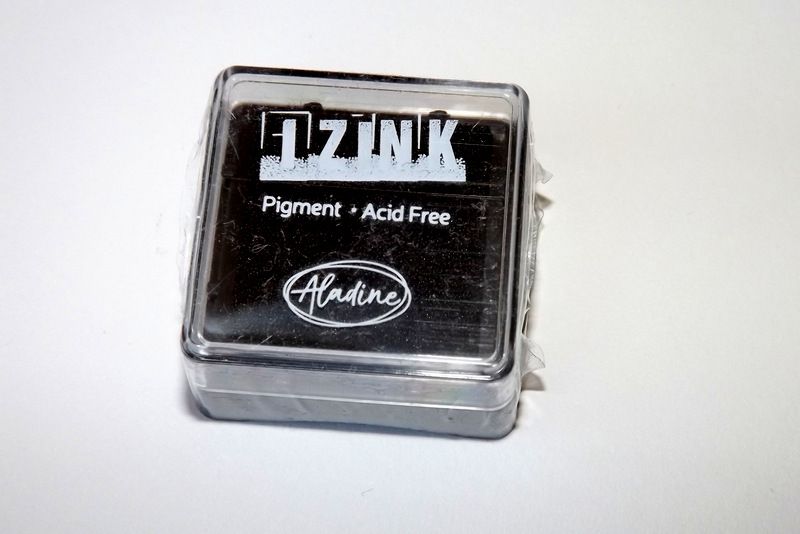 IZINK
Pigment • Acid Free
Aladine